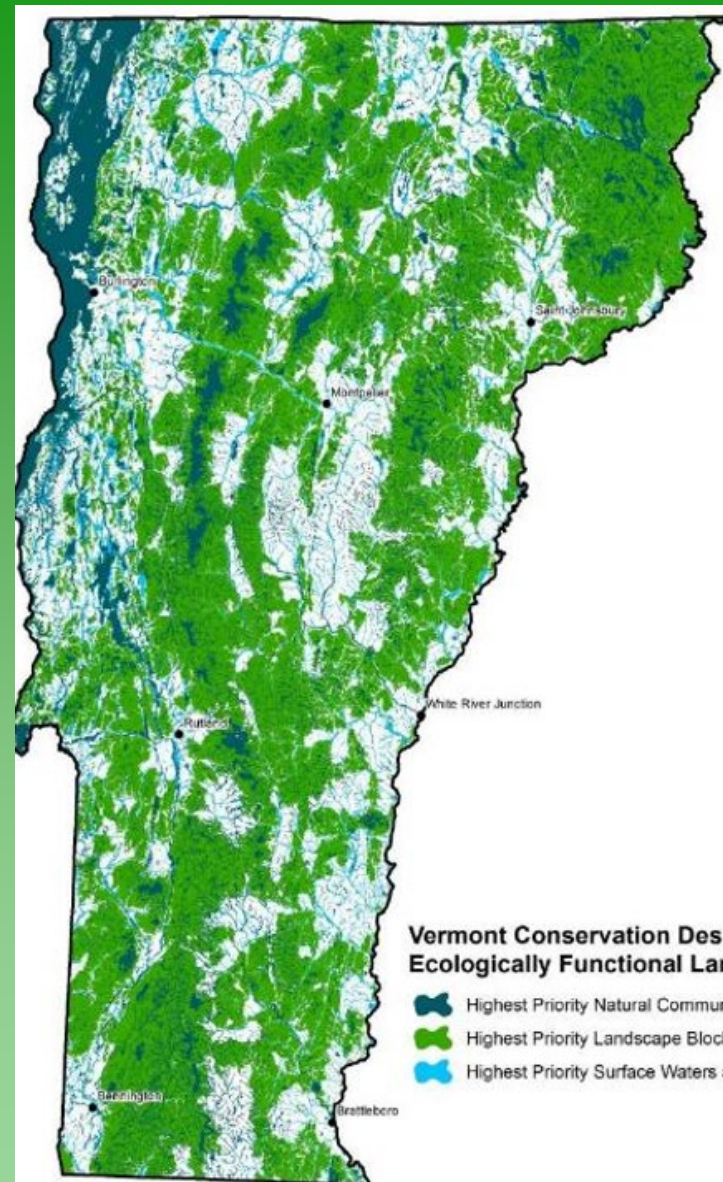 Burlington
Saint Johnsbury
Montpelier
White River Junction
Rutland
Vermont Conservation Des
Ecologically Functional Lan
Highest Priority Natural Commun
Highest Priority Landscape Block
Highest Priority Surface Waters
Bennington
Brattleboro